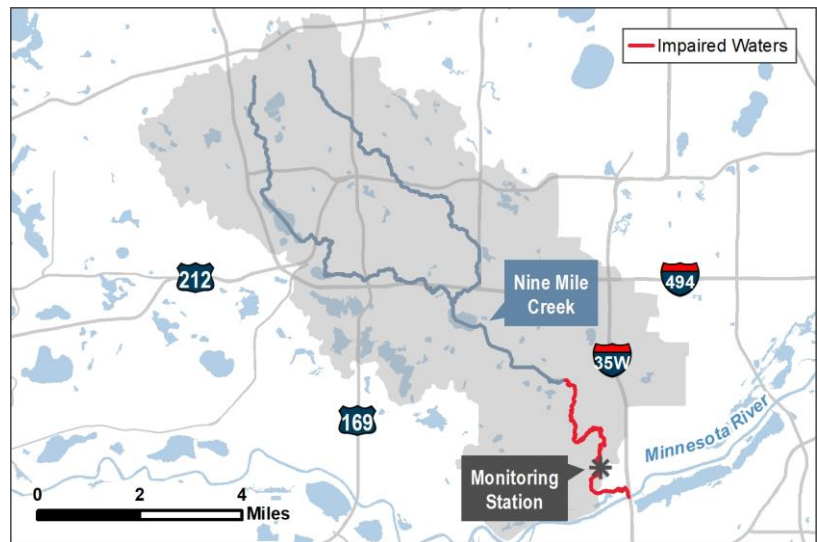 Impaired Waters
212
Nine Mile
Creek
494
35W
169
Minnesota River
Monitoring
Station
0 2 4
Miles